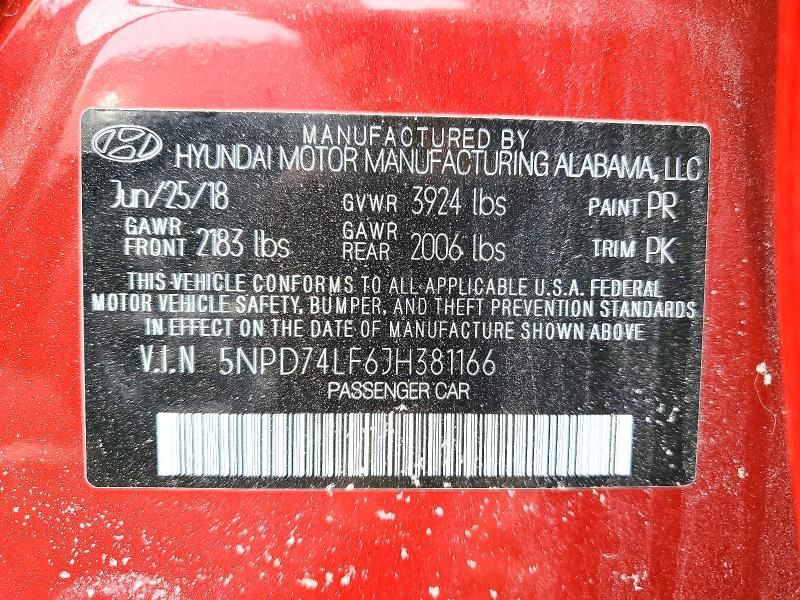 MANUFACTURED BY
HYUNDAI MOTOR MANUFACTURING ALABAMA, LLC
Jun/25/18 GVWR 3924 lbs PAINT PR
GAWR FRONT 2183 lbs GAWR REAR 2006 lbs TRIM PK
THIS VEHICLE CONFORMS TO ALL APPLICABLE U.S.A. FEDERAL
MOTOR VEHICLE SAFETY, BUMPER, AND THEFT PREVENTION STANDARDS
IN EFFECT ON THE DATE OF MANUFACTURE SHOWN ABOVE
V.I.N 5NPD74LF6JH381166
PASSENGER CAR